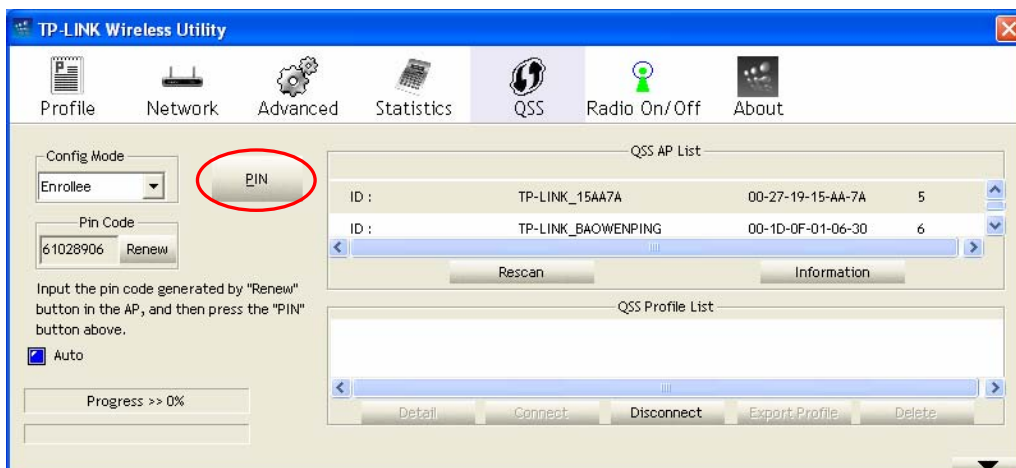 TP-LINK Wireless Utility
Profile Network Advanced Statistics QSS Radio On/Off About
Config Mode
Enrollee
PIN
Pin Code
61028906 Renew
Input the pin code generated by "Renew"
button in the AP, and then press the "PIN"
button above.
Auto
Progress >> 0%
QSS AP List
ID : TP-LINK_15AA7A 00-27-19-15-AA-7A 5
ID : TP-LINK_BAOWENPING 00-1D-0F-01-06-30 6
Rescan Information
QSS Profile List
Detail Connect Disconnect Export Profile Delete